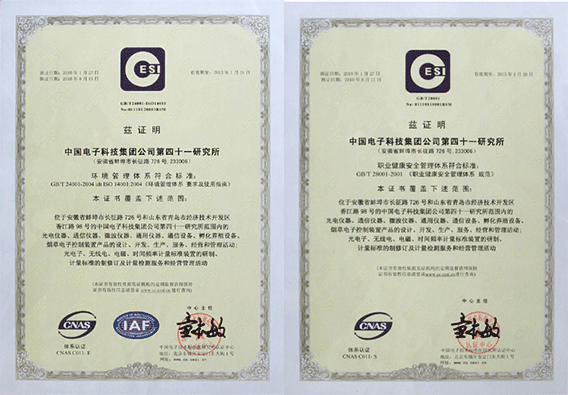 CESI
GB/T24001-ISO14001
兹证明
中国电子科技集团公司第四十一研究所
(安徽省蚌埠市长征路 726 号, 233006)
环境管理体系符合标准:
GB/T 24001-2004 idt ISO 14001:2004 《环境管理体系 要求及使用指南》
本证书覆盖下述范围:
位于安徽省蚌埠市长征路 726 号和山东省青岛市经济技术开发区
香江路 98 号的中国电子科技集团公司第四十一研究所范围内的
光电仪器、通信仪器、微波仪器、通用仪器、通信设备、孵化养殖设备、
烟草电子控制装置产品的设计、开发、生产、服务、经营和管理活动;
光电子、无线电、电磁、时间频率计量标准装置的研制、
计量标准的制修订及计量检测服务和经营管理活动
中心主任
CNAS
IAF
体系认证
CNAS C011-E
CESI
GB/T28001
兹证明
中国电子科技集团公司第四十一研究所
(安徽省蚌埠市长征路 726 号, 233006)
职业健康安全管理体系符合标准:
GB/T 28001-2001 《职业健康安全管理体系 规范》
本证书覆盖下述范围:
位于安徽省蚌埠市长征路 726 号和山东省青岛市经济技术开发区
香江路 98 号的中国电子科技集团公司第四十一研究所范围内的
光电仪器、通信仪器、微波仪器、通用仪器、通信设备、孵化养殖设备、
烟草电子控制装置产品的设计、开发、生产、服务、经营和管理活动;
光电子、无线电、电磁、时间频率计量标准装置的研制、
计量标准的制修订及计量检测服务和经营管理活动
中心主任
CNAS
体系认证
CNAS C011-S